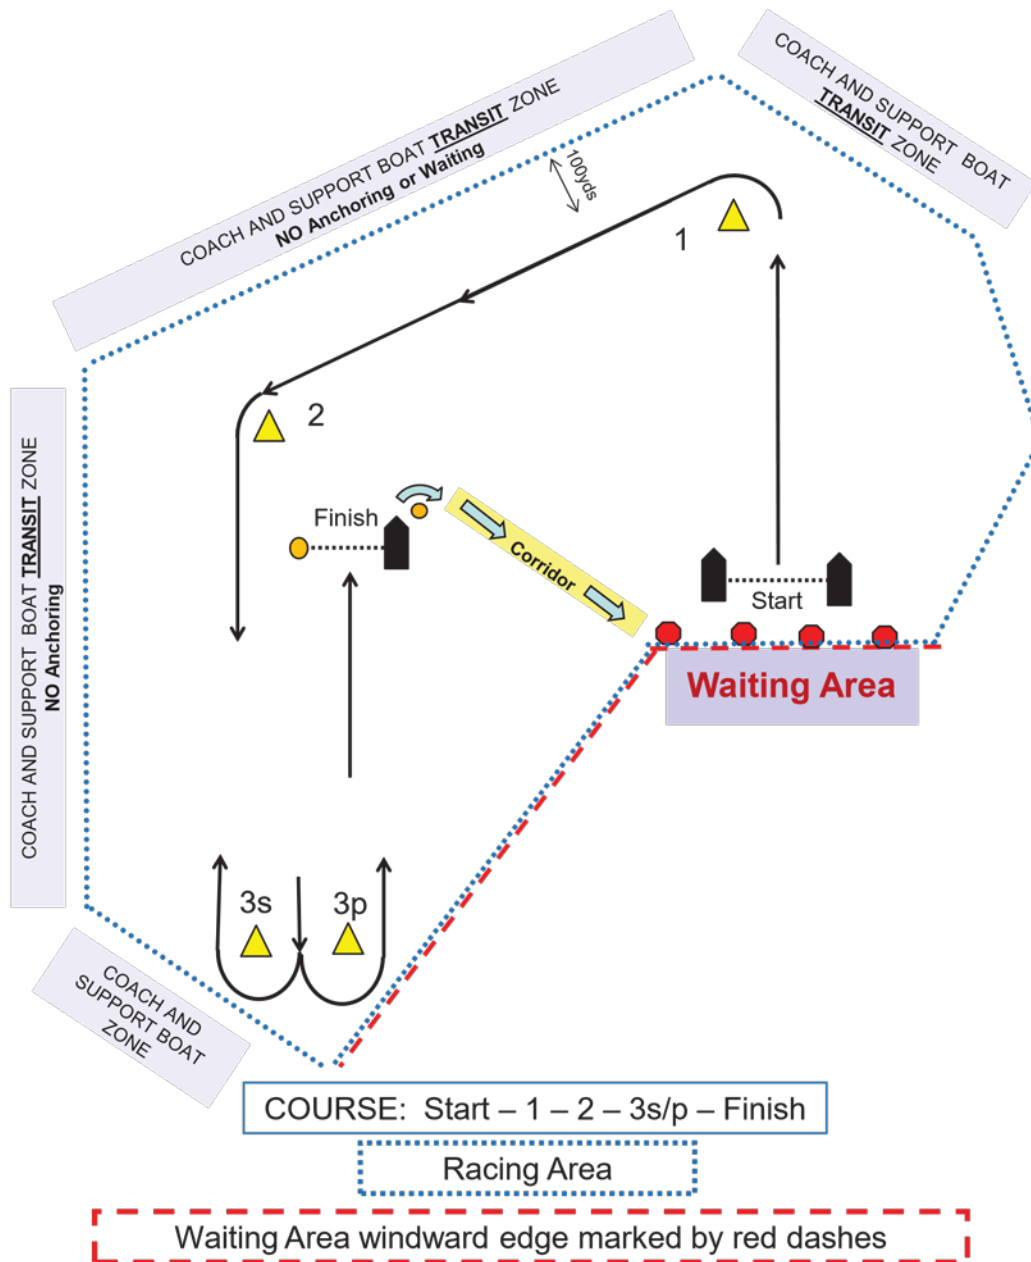 COACH AND SUPPORT BOAT TRANSIT ZONE
NO Anchoring or Waiting
COACH AND SUPPORT BOAT
TRANSIT ZONE
100yds
1
2
COACH AND SUPPORT BOAT TRANSIT ZONE
NO Anchoring
Finish
Corridor
Start
Waiting Area
3s
3p
COACH AND
SUPPORT BOAT
ZONE
COURSE: Start – 1 – 2 – 3s/p – Finish
Racing Area
Waiting Area windward edge marked by red dashes